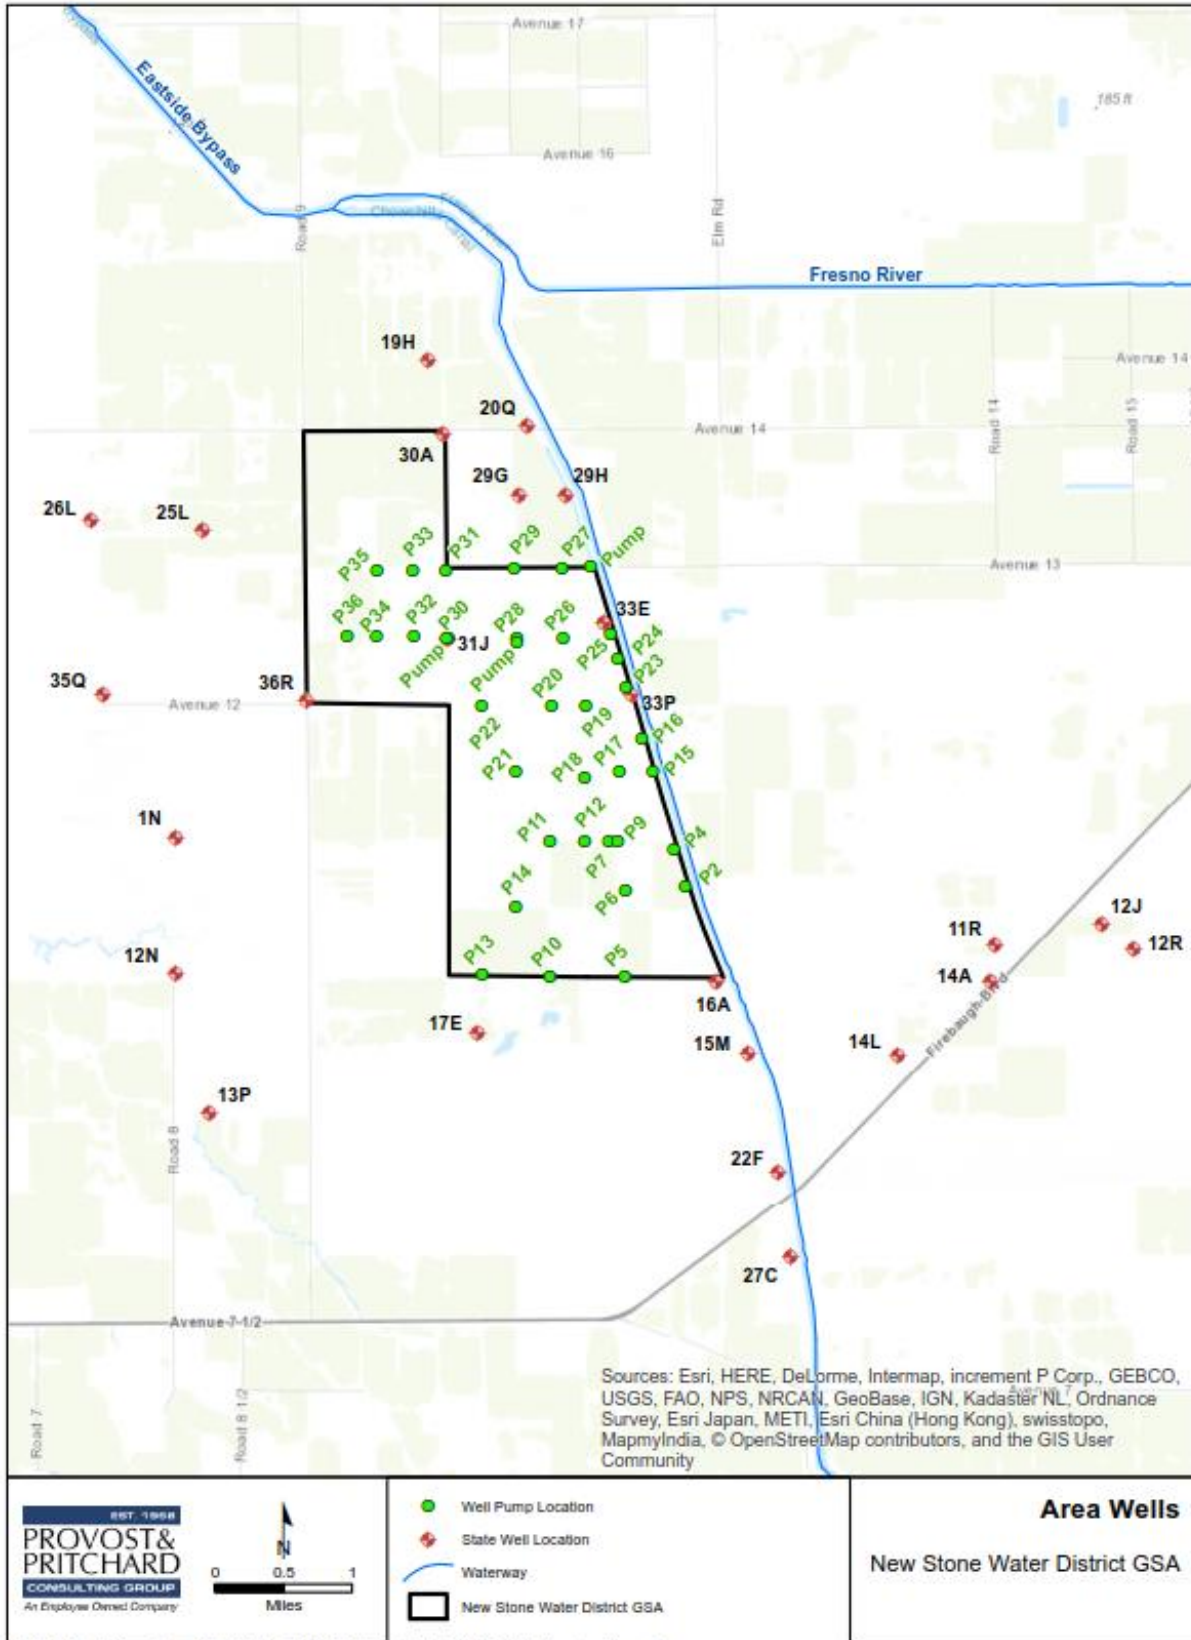 Avenue 17
Bypass
Eastside Bypass
185 ft
Avenue 16
Road 9
Chowchilla Canal
Fresno River
Elm Rd
Fresno River
19H
Avenue 14
20Q
Avenue 14
Road 14
Road 15
30A
29G
29H
26L
25L
P35
P33
P31
P29
P27
Pump
Avenue 13
P36
P34
P32
P30
P28
P26
33E
Pump
31J
Pump
P25
P24
P23
35Q
36R
Avenue 12
P22
P20
P19
33P
P16
P21
P18
P17
P15
1N
P11
P12
P9
P4
P7
P14
P6
P2
12J
11R
12R
12N
P13
P10
P5
14A
16A
17E
15M
14L
Firebaugh Blvd
13P
Road 8
22F
27C
Avenue 7-1/2
Road 7
Road 8 1/2
Avenue 7
Sources: Esri, HERE, DeLorme, Intermap, increment P Corp., GEBCO,
USGS, FAO, NPS, NRCAN, GeoBase, IGN, Kadaster NL, Ordnance
Survey, Esri Japan, METI, Esri China (Hong Kong), swisstopo,
MapmyIndia, © OpenStreetMap contributors, and the GIS User
Community
EST. 1968
PROVOST&
PRITCHARD
CONSULTING GROUP
An Employee Owned Company
N
0 0.5 1
Miles
Well Pump Location
State Well Location
Waterway
New Stone Water District GSA
Area Wells
New Stone Water District GSA